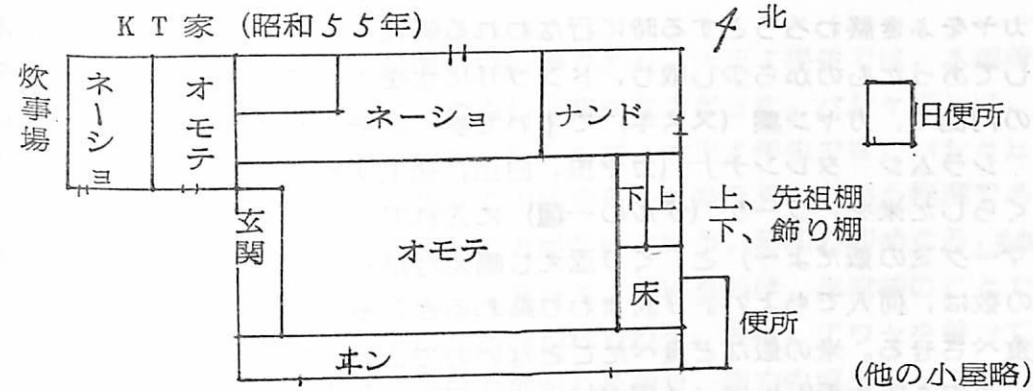 KT家 (昭和55年)
北
炊事場
ネーショ
オモテ
ネーショ
ナンド
旧便所
玄関
オモテ
下
上
上、先祖棚
下、飾り棚
床
便所
ヰン
(他の小屋略)